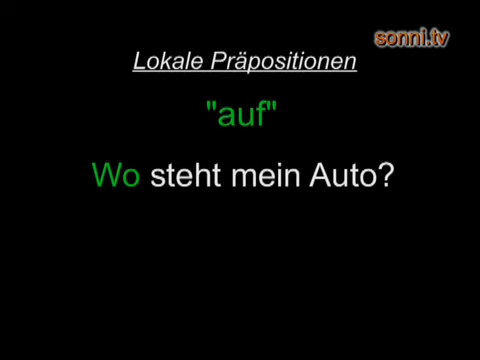 sonni.tv
Lokale Präpositionen
"auf"
Wo steht mein Auto?